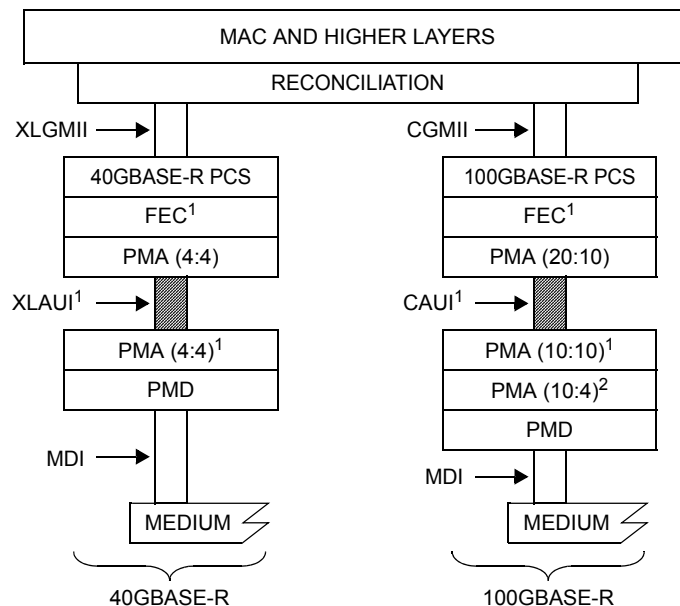 MAC AND HIGHER LAYERS
RECONCILIATION
XLGMII
CGMII
40GBASE-R PCS
100GBASE-R PCS
FEC¹
FEC¹
PMA (4:4)
PMA (20:10)
XLAUI¹
CAUI¹
PMA (4:4)¹
PMA (10:10)¹
PMD
PMA (10:4)²
PMD
MDI
MDI
MEDIUM
MEDIUM
40GBASE-R
100GBASE-R